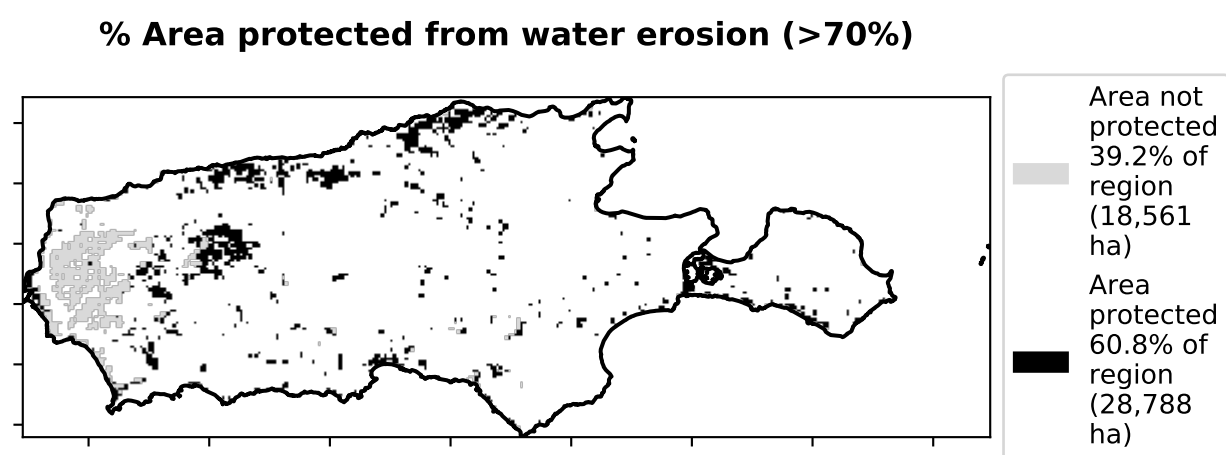 % Area protected from water erosion (>70%)
Area not
protected
39.2% of
region
(18,561
ha)
Area
protected
60.8% of
region
(28,788
ha)